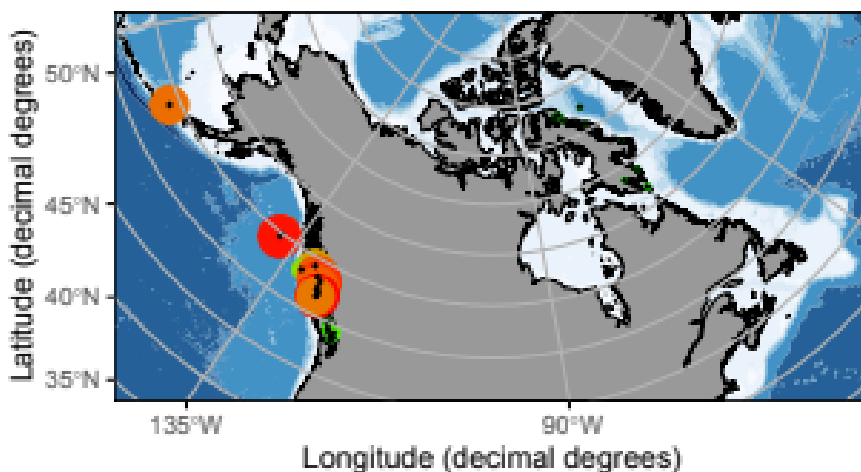 50°N
45°N
40°N
35°N
Latitude (decimal degrees)
135°W
90°W
Longitude (decimal degrees)